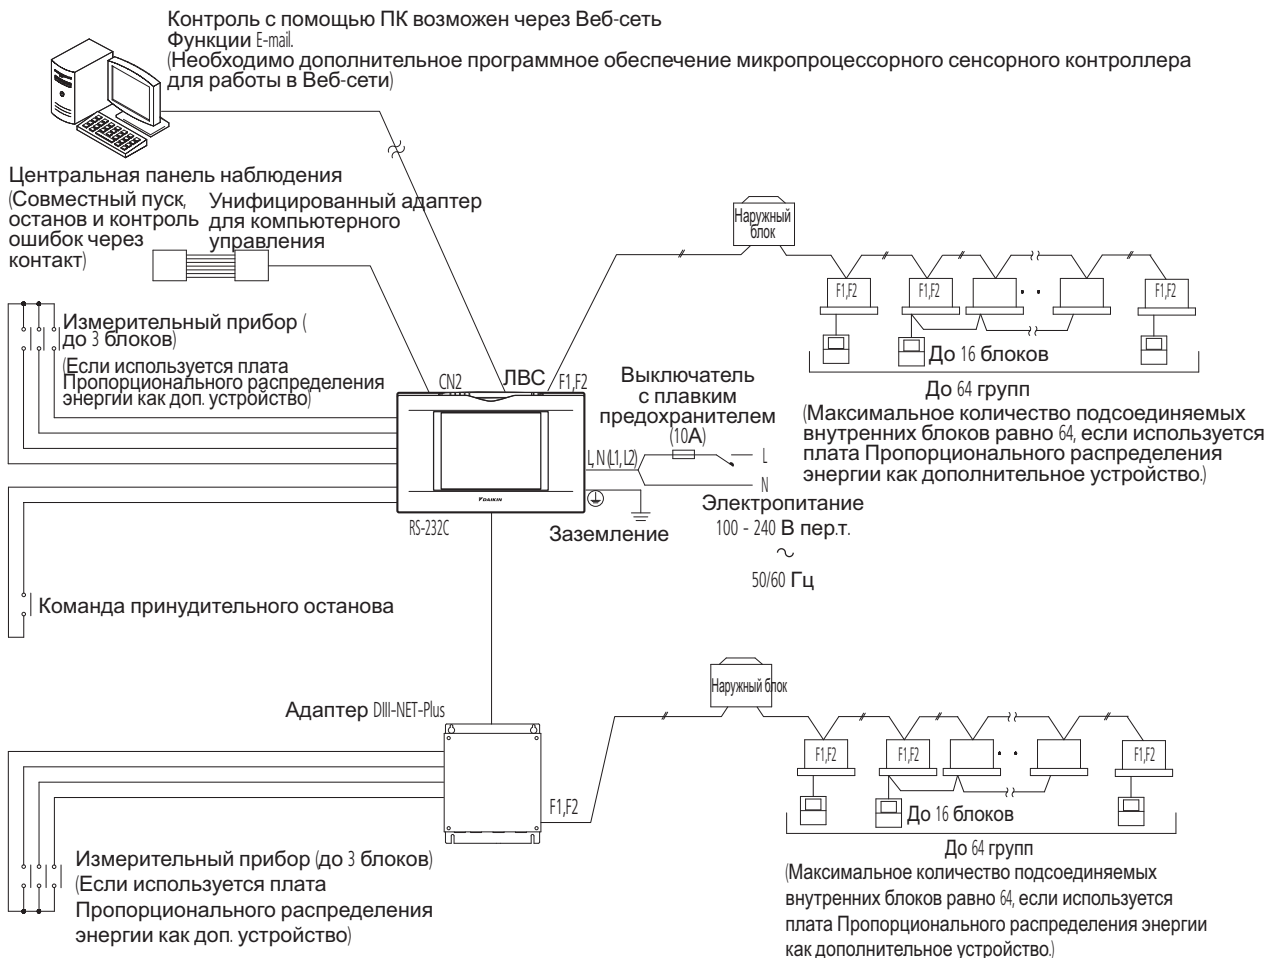 Контроль с помощью ПК возможен через Веб-сеть
Функции E-mail.
(Необходимо дополнительное программное обеспечение микропроцессорного сенсорного контроллера
для работы в Веб-сети)
Центральная панель наблюдения
(Совместный пуск,
останов и контроль
ошибок через
контакт)
Унифицированный адаптер
для компьютерного
управления
Наружный
блок
F1,F2
F1,F2
F1,F2
До 16 блоков
До 64 групп
(Максимальное количество подсоединяемых
внутренних блоков равно 64, если используется
плата Пропорционального распределения
энергии как дополнительное устройство.)
Измерительный прибор (
до 3 блоков)
(Если используется плата
Пропорционального распределения
энергии как доп. устройство)
CN2
ЛВС
F1,F2
Выключатель
с плавким
предохранителем
(10А)
L, N (L1, L2)
L
N
DAIKIN
RS-232C
Заземление
Электропитание
100 - 240 В пер.т.
~
50/60 Гц
Команда принудительного останова
Адаптер DIII-NET-Plus
F1,F2
Наружный блок
F1,F2
F1,F2
F1,F2
До 16 блоков
До 64 групп
(Максимальное количество подсоединяемых
внутренних блоков равно 64, если используется
плата Пропорционального распределения энергии
как дополнительное устройство.)
Измерительный прибор (до 3 блоков)
(Если используется плата
Пропорционального распределения
энергии как доп. устройство)